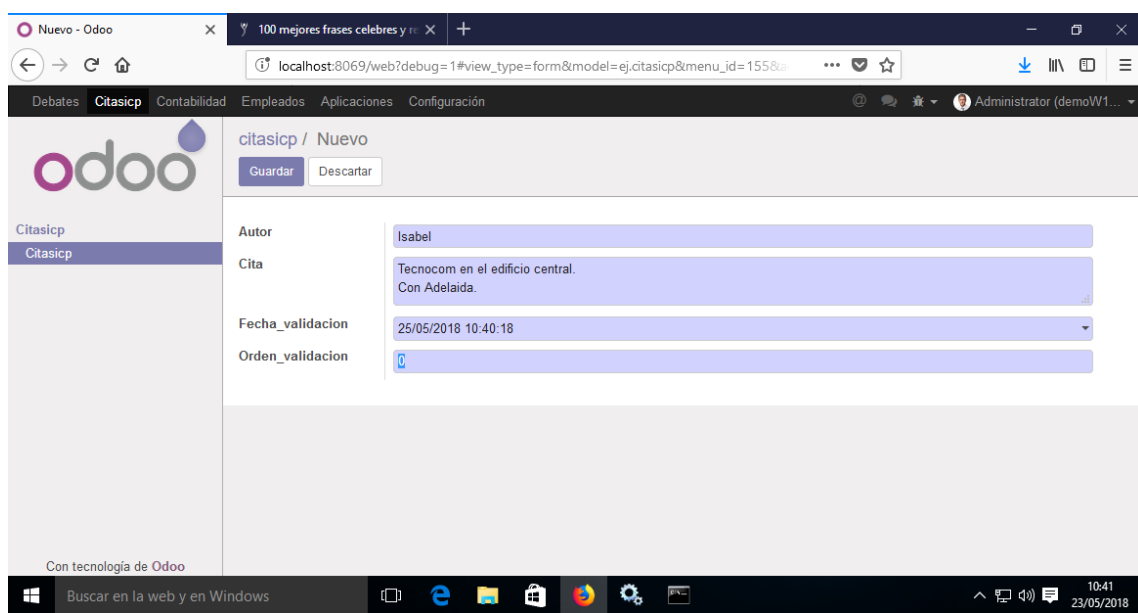 Nuevo - Odoo
100 mejores frases celebres y re
localhost:8069/web?debug=1#view_type=form&model=ej.citasicp&menu_id=155&a
Debates Citasicp Contabilidad Empleados Aplicaciones Configuración @ Administrator (demoW1...
odoo
citasicp / Nuevo
Guardar Descartar
Citasicp
Citasicp
Autor Isabel
Cita Tecnocom en el edificio central.
Con Adelaida.
Fecha_validacion 25/05/2018 10:40:18
Orden_validacion 0
Con tecnología de Odoo
Buscar en la web y en Windows
10:41
23/05/2018